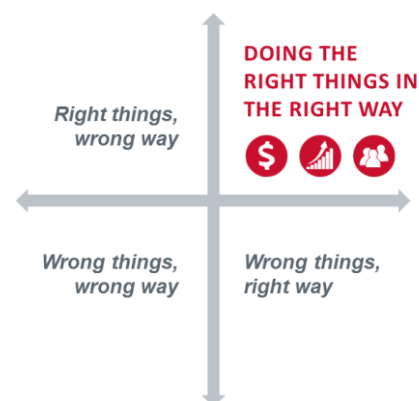 DOING THE
RIGHT THINGS IN
THE RIGHT WAY
Right things,
wrong way
$
Wrong things,
wrong way
Wrong things,
right way